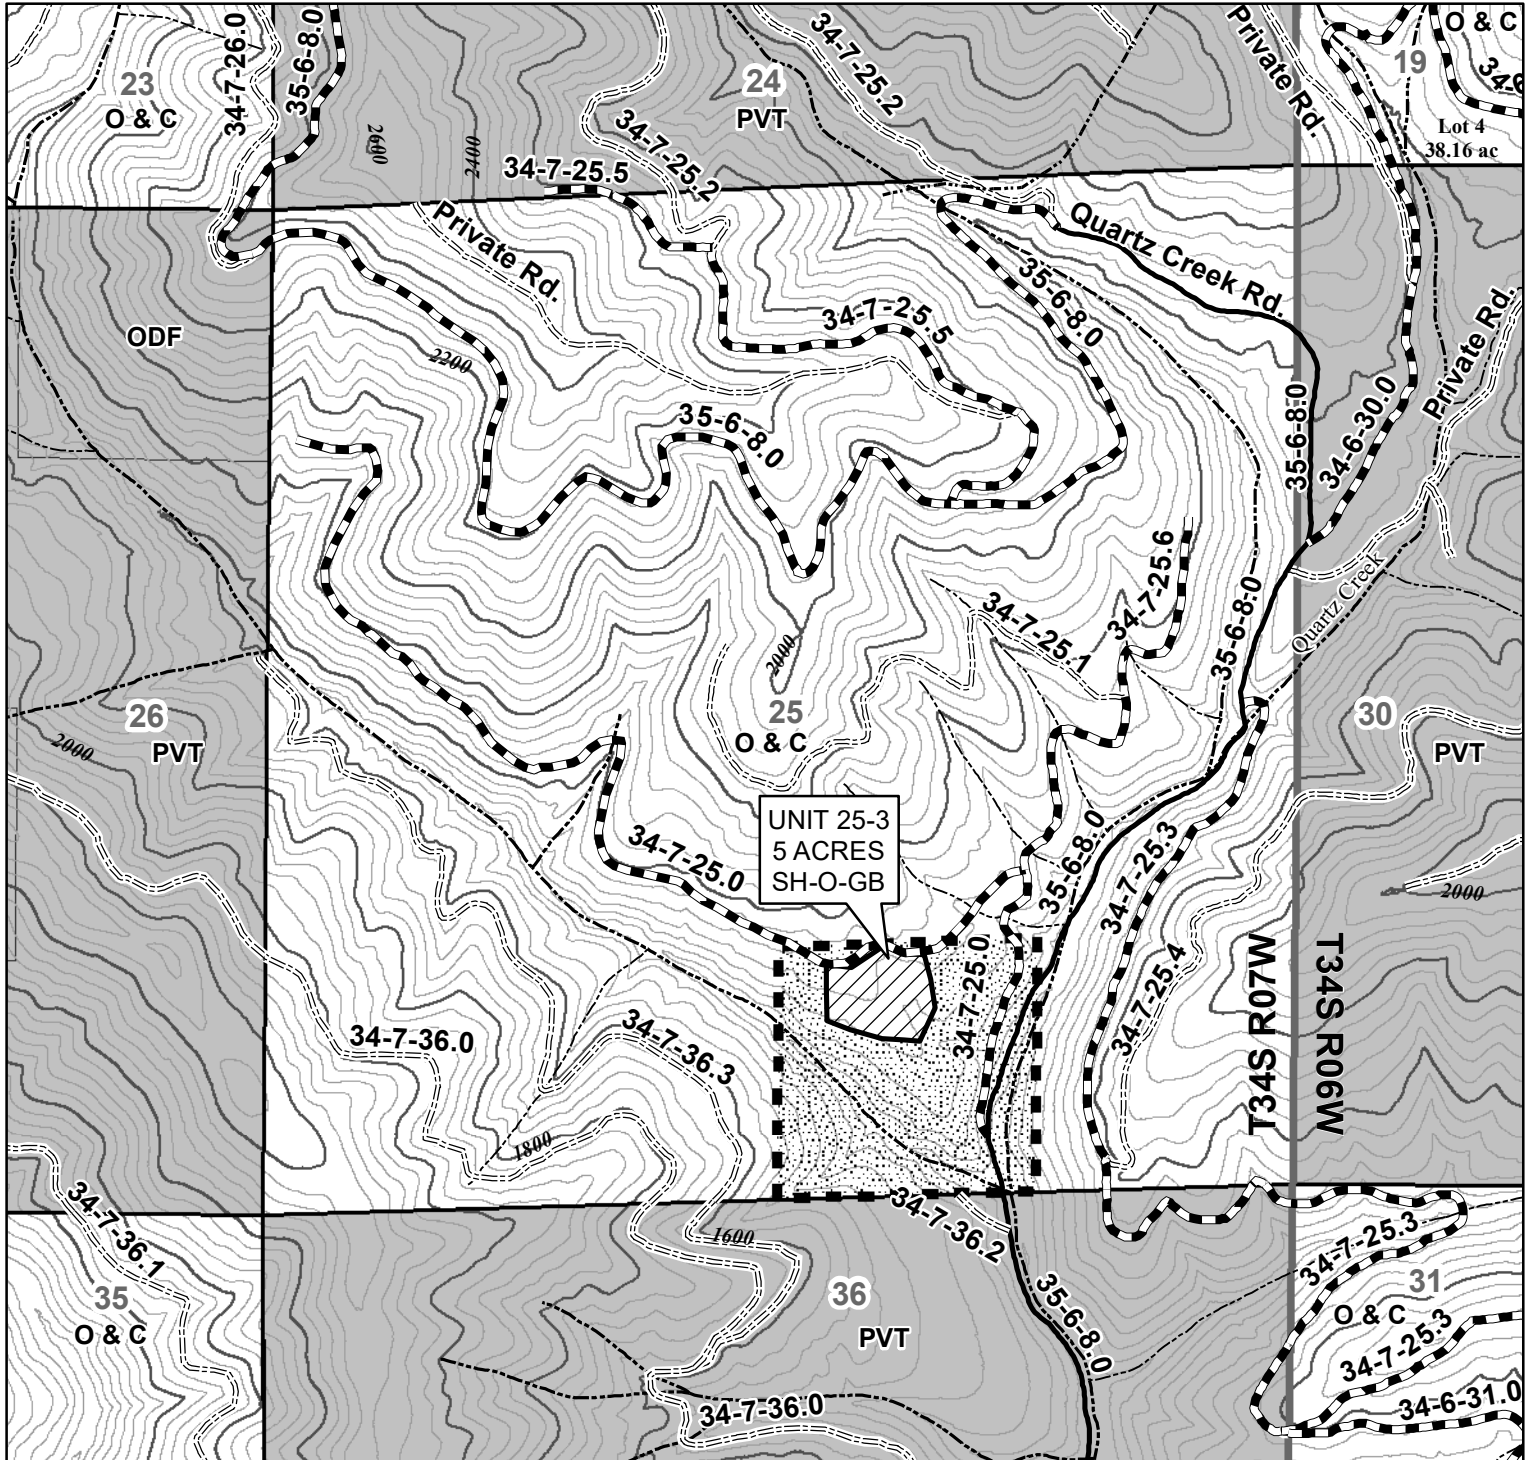 O & C
34-7-26.0
35-6-8.0
34-7-25.2
Private Rd.
19
23
O & C
24
PVT
2600
2400
34-7-25.2
34-6
Lot 4
38.16 ac
34-7-25.5
Private Rd.
Quartz Creek Rd.
35-6-8.0
ODF
2200
34-7-25.5
Private Rd.
35-6-8.0
34-6-30.0
35-6-8.0
34-7-25.6
Quartz Creek
34-7-25.1
35-6-8.0
2000
26
PVT
2000
25
O & C
30
PVT
UNIT 25-3
5 ACRES
SH-O-GB
34-7-25.0
35-6-8.0
34-7-25.3
2000
34-7-25.0
34-7-25.4
T34S R07W
T34S R06W
34-7-36.0
34-7-36.3
1800
34-7-36.1
1600
34-7-36.2
34-7-25.3
35
O & C
36
PVT
35-6-8.0
31
O & C
34-7-25.3
34-7-36.0
34-6-31.0